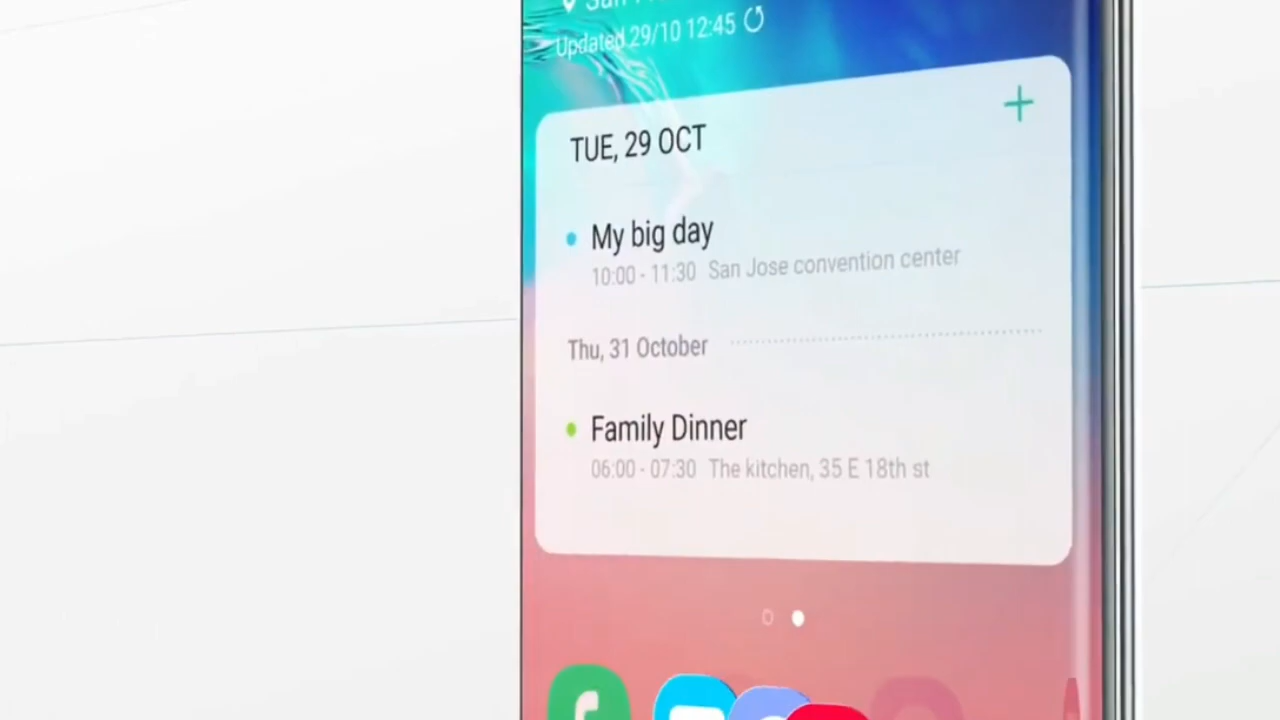 San
Updated 29/10 12:45
TUE, 29 OCT
My big day
10:00 - 11:30 San Jose convention center
Thu, 31 October
Family Dinner
06:00 - 07:30 The kitchen, 35 E 18th st